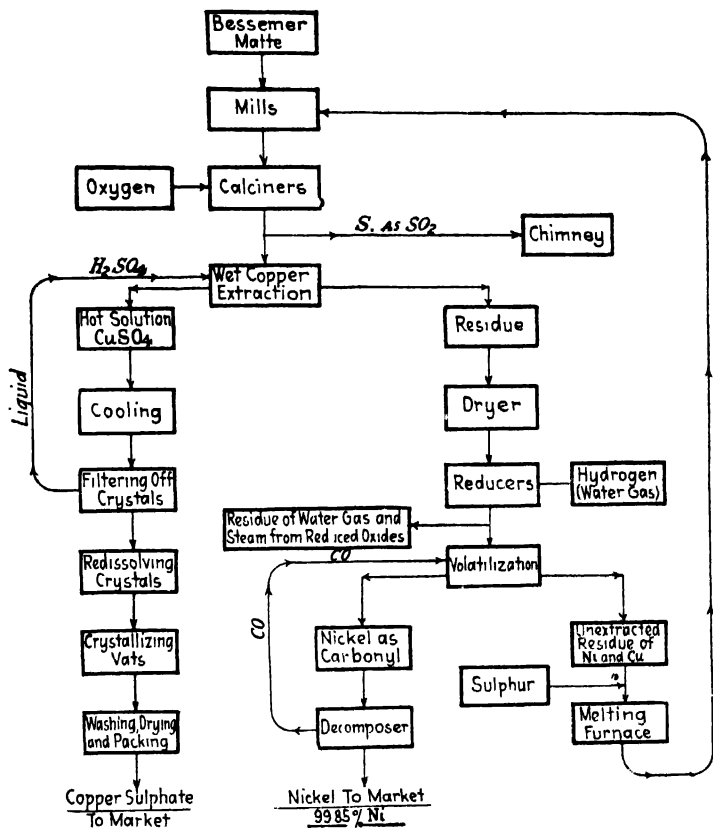 Bessemer
Matte
Mills
Oxygen
Calciners
S. As SO2
Chimney
H2SO4
Wet Copper
Extraction
Hot Solution
CuSO4
Residue
Liquid
Cooling
Dryer
Filtering Off
Crystals
Reducers
Hydrogen
(Water Gas)
Residue of Water Gas and
Steam from Rediced Oxides
CO
Redissolving
Crystals
Volatilization
CO
Crystallizing
Vats
Nickel as
Carbonyl
Unextracted
Residue of
Ni and Cu
Sulphur
Washing, Drying
and Packing
Decomposer
Melting
Furnace
Copper Sulphate
To Market
Nickel To Market
99.85% Ni